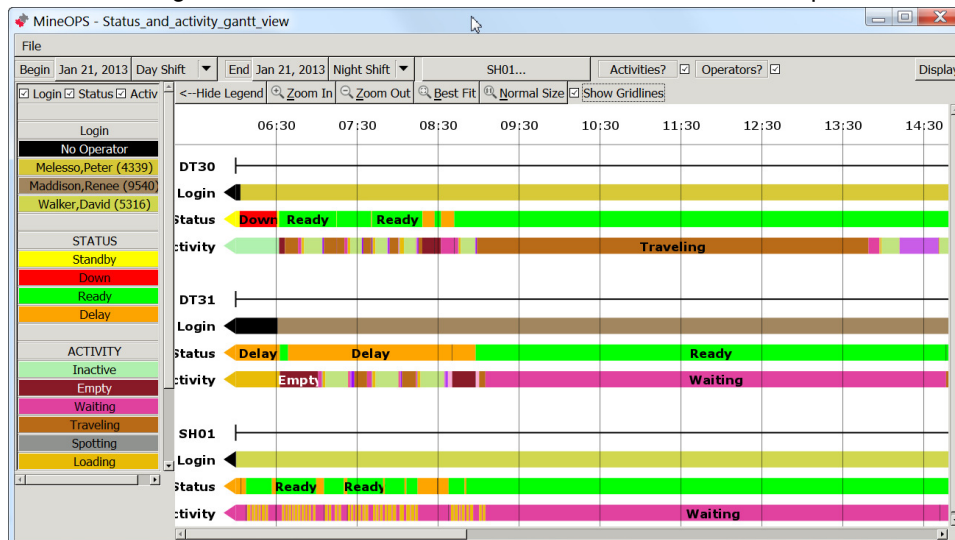 MineOPS - Status_and_activity_gantt_view
File
Begin Jan 21, 2013 Day Shift End Jan 21, 2013 Night Shift SH01... Activities? Operators? Display
Login Status Activ <--Hide Legend Zoom In Zoom Out Best Fit Normal Size Show Gridlines
06:30 07:30 08:30 09:30 10:30 11:30 12:30 13:30 14:30
Login
No Operator
Melesso,Peter (4339)
Maddison,Renee (9540)
Walker,David (5316)
STATUS
Standby
Down
Ready
Delay
ACTIVITY
Inactive
Empty
Waiting
Traveling
Spotting
Loading
DT30
Login
Status Down Ready Ready
ctivity Traveling
DT31
Login
Status Delay Delay Ready
ctivity Empty Waiting
SH01
Login
Status Ready Ready
ctivity Waiting